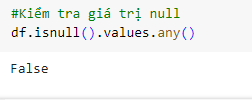 #Kiểm tra giá trị null
df.isnull().values.any()
False